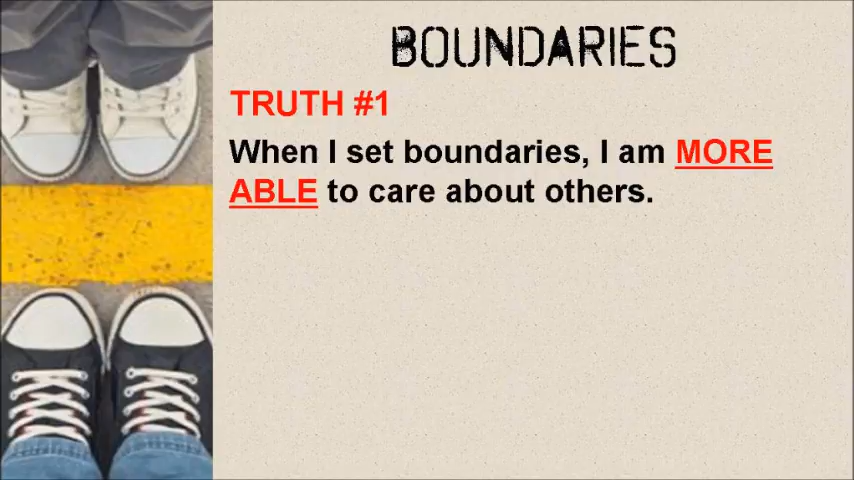 BOUNDARIES
TRUTH #1
When I set boundaries, I am MORE
ABLE to care about others.